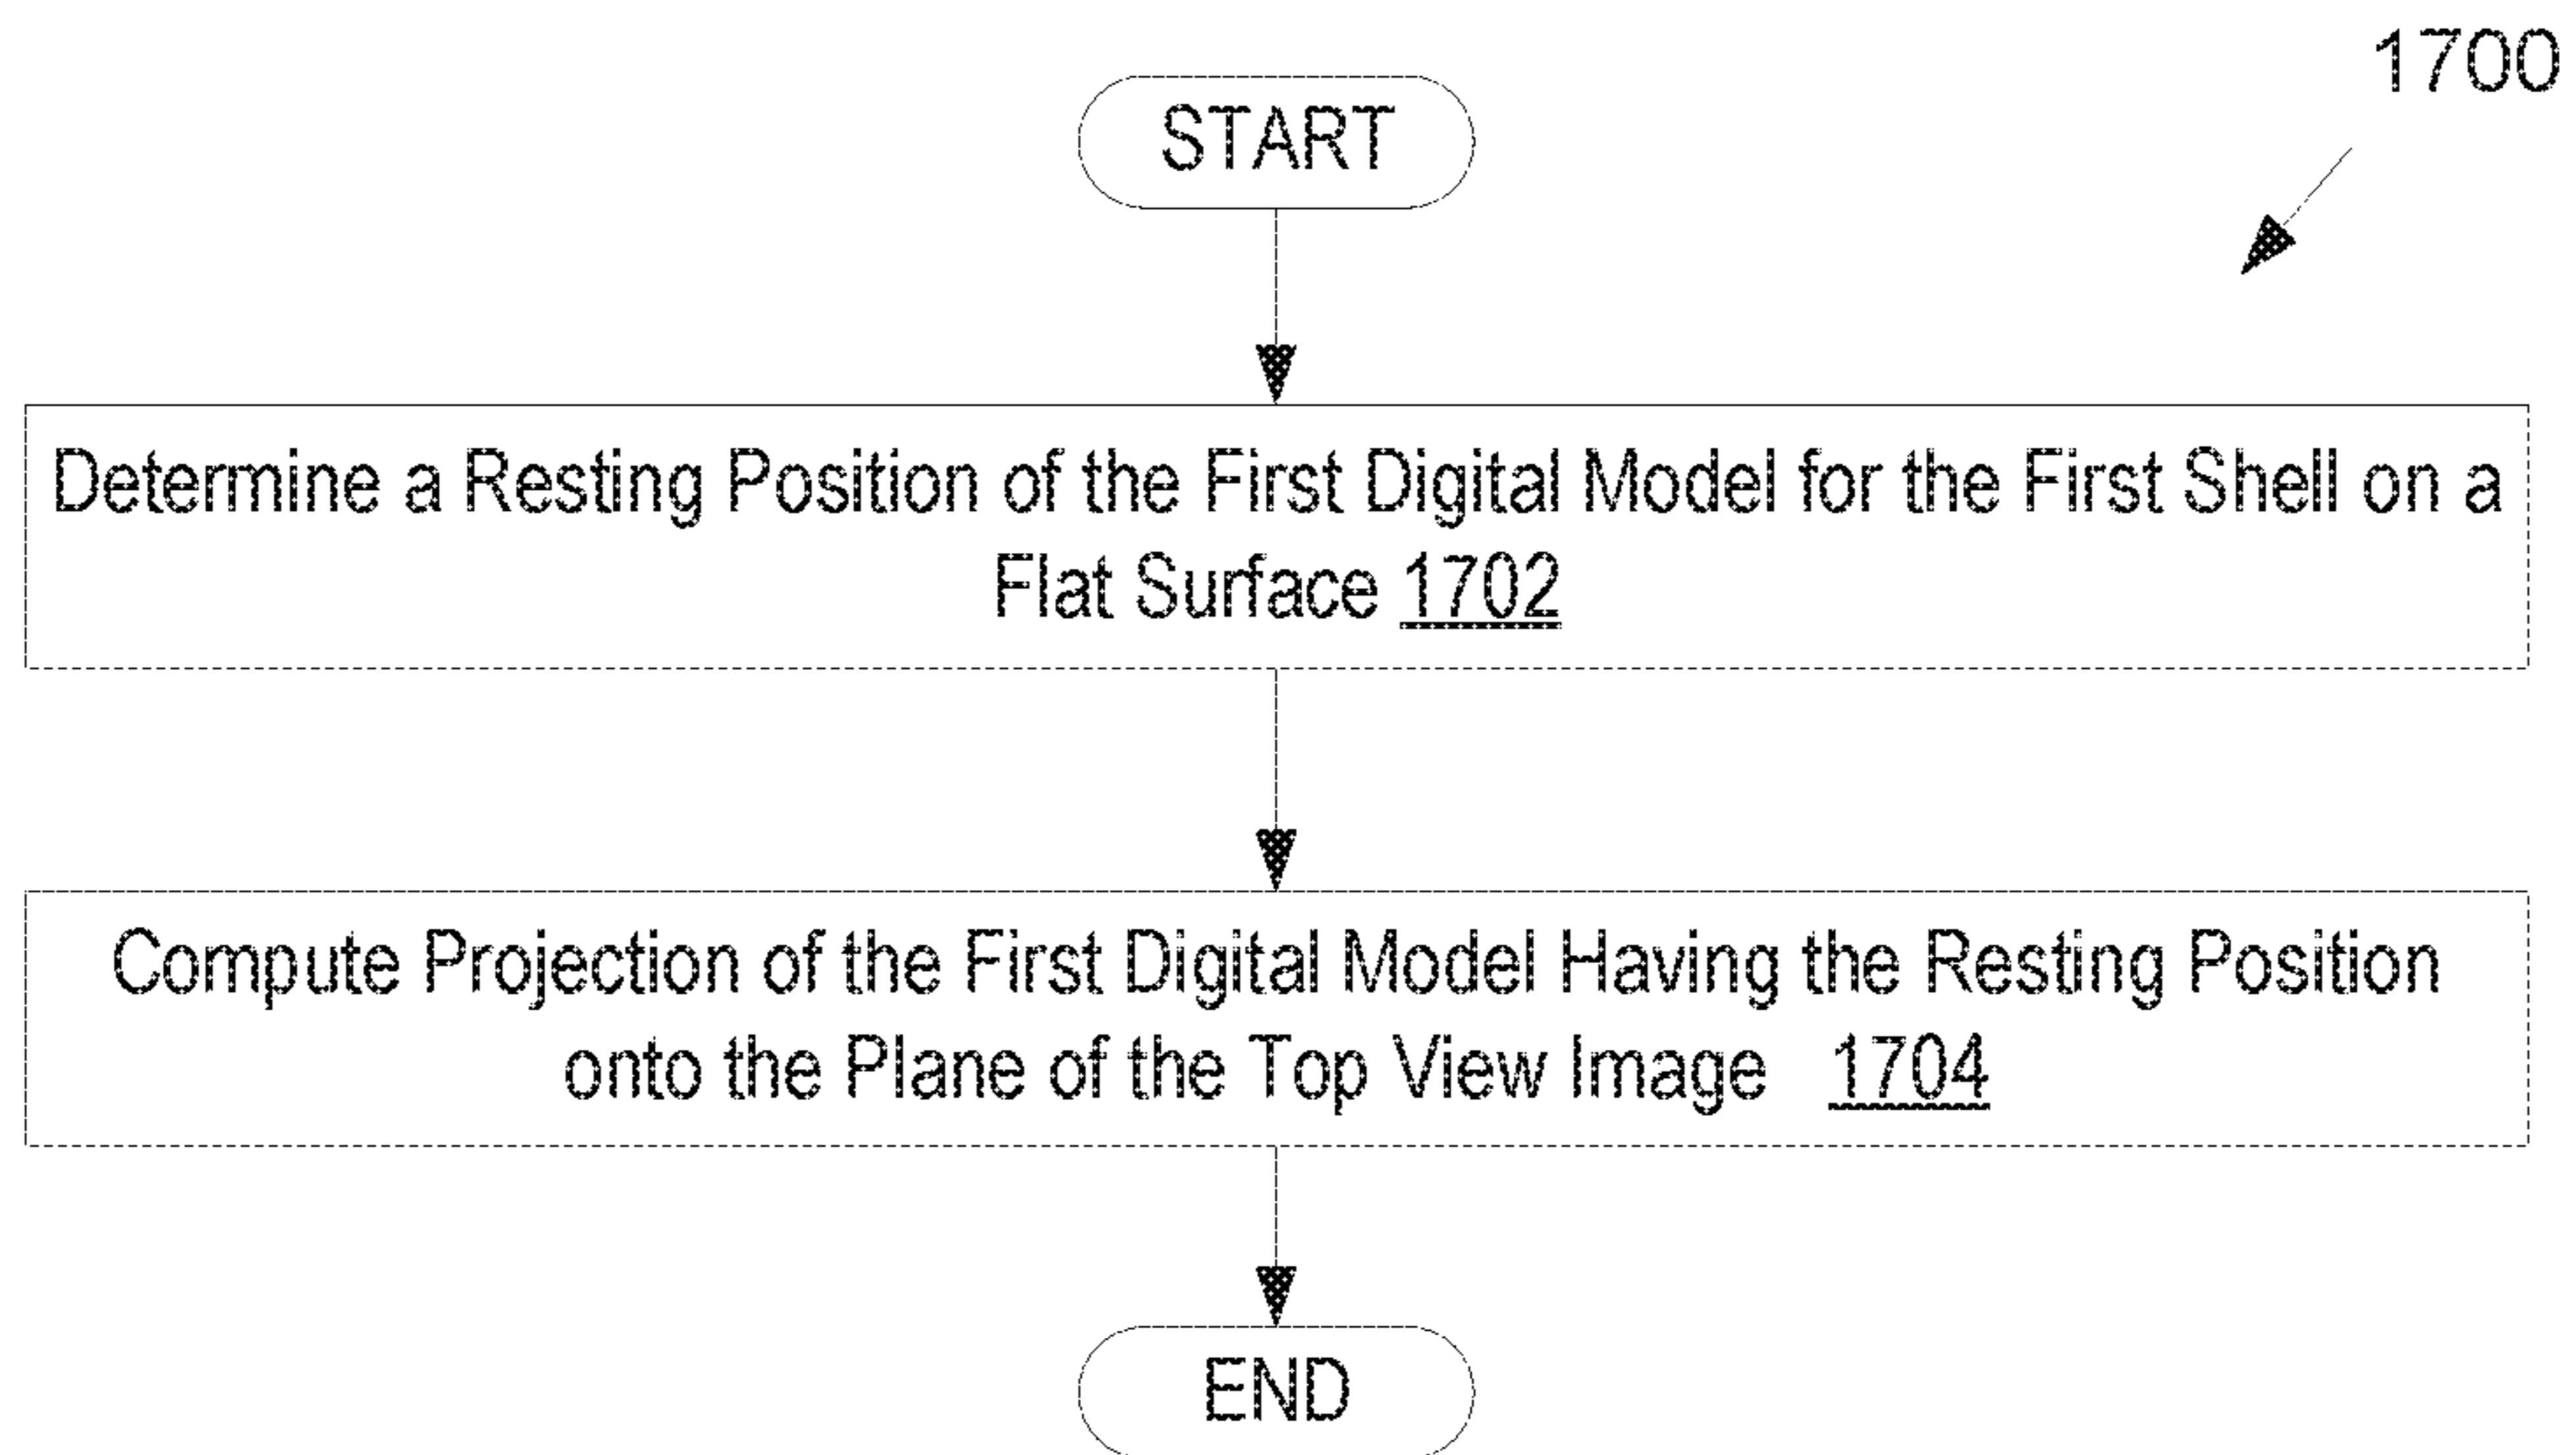 1700
START
Determine a Resting Position of the First Digital Model for the First Shell on a
Flat Surface 1702
Compute Projection of the First Digital Model Having the Resting Position
onto the Plane of the Top View Image 1704
END